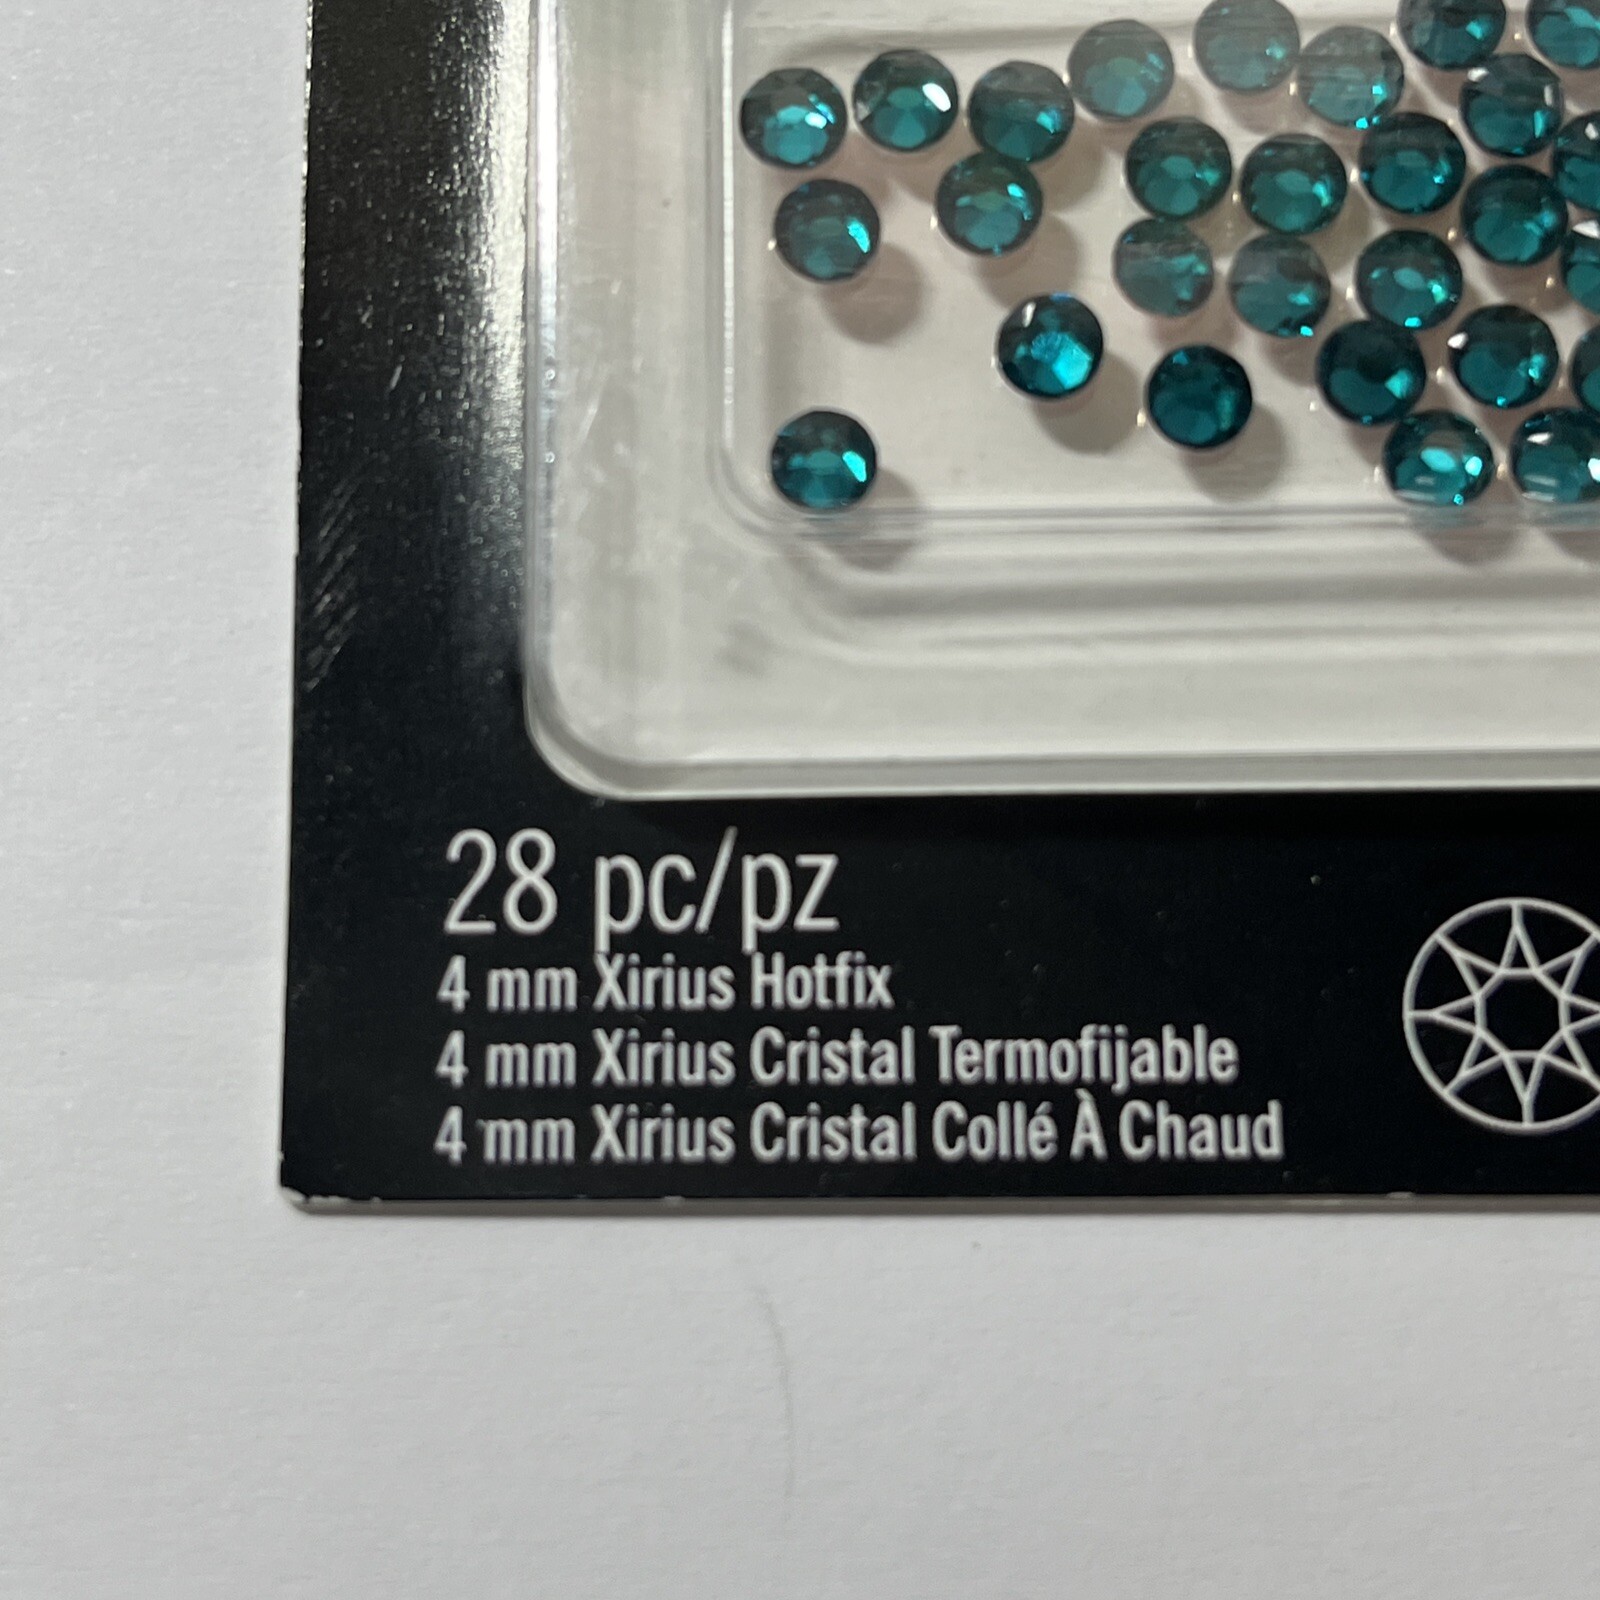 28 pc/pz
4 mm Xirius Hotfix
4 mm Xirius Cristal Termofijable
4 mm Xirius Cristal Collé À Chaud